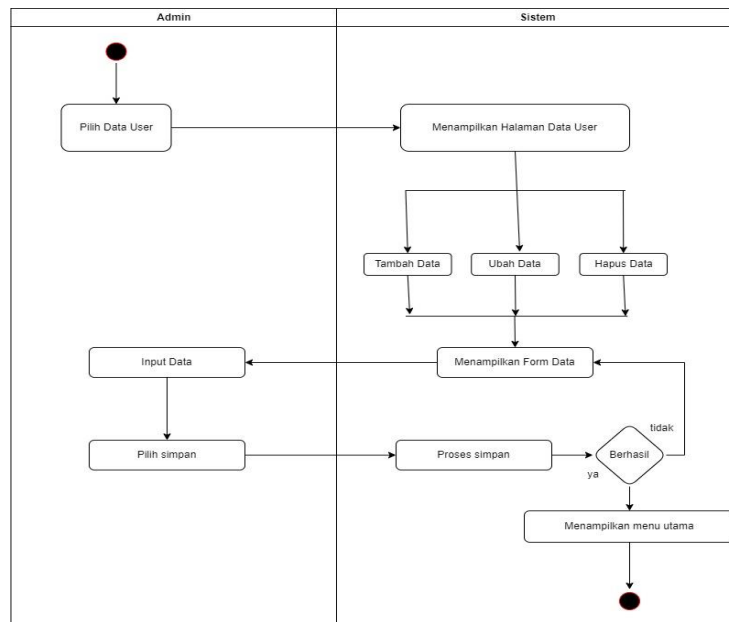 Admin
Sistem
Pilih Data User
Menampilkan Halaman Data User
Tambah Data
Ubah Data
Hapus Data
Input Data
Menampilkan Form Data
tidak
Pilih simpan
Proses simpan
Berhasil
ya
Menampilkan menu utama